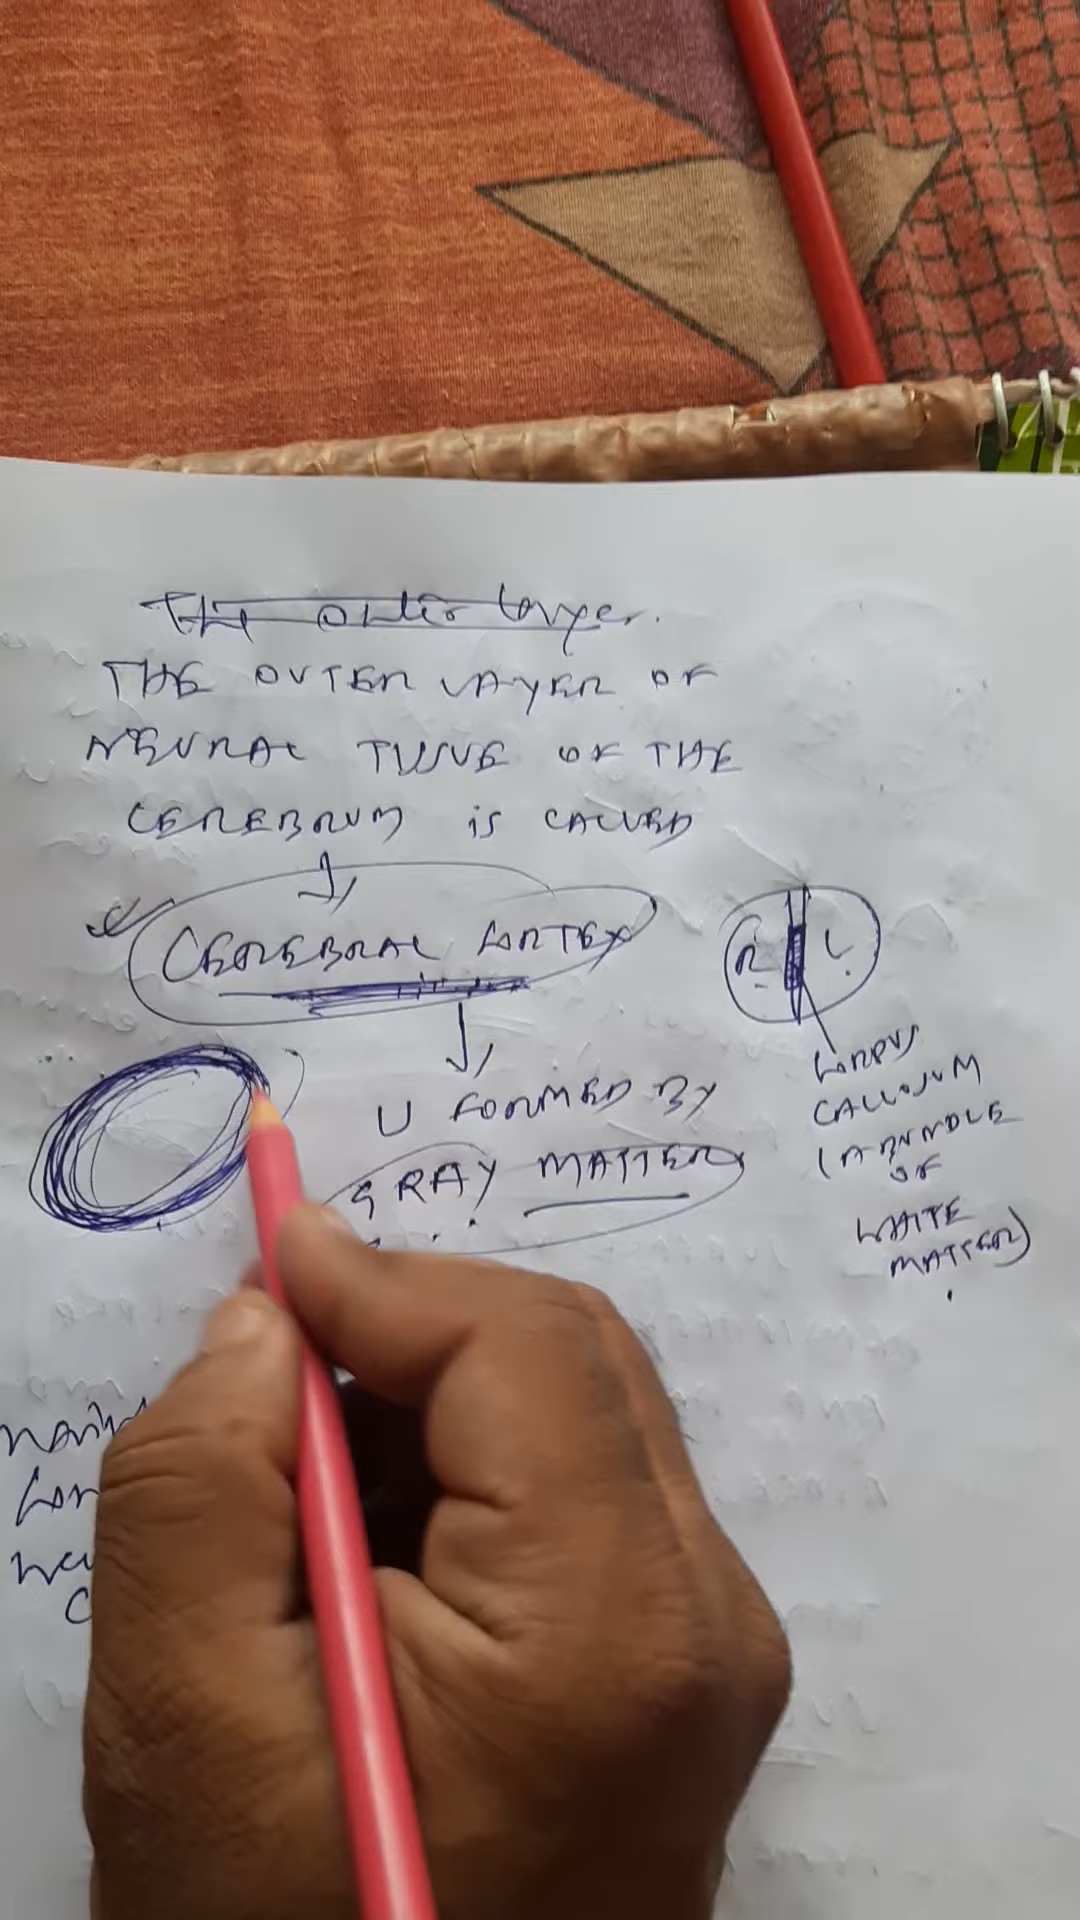 The outer layer.
THE OUTER LAYER OF
NEURAL TISSUE OF THE
CEREBRUM is CALLED
CEREBRAL CORTEX
R L
IS FORMED BY
GRAY MATTER
CORPUS
CALLOSUM
(A BUNDLE
OF
WHITE
MATTER)